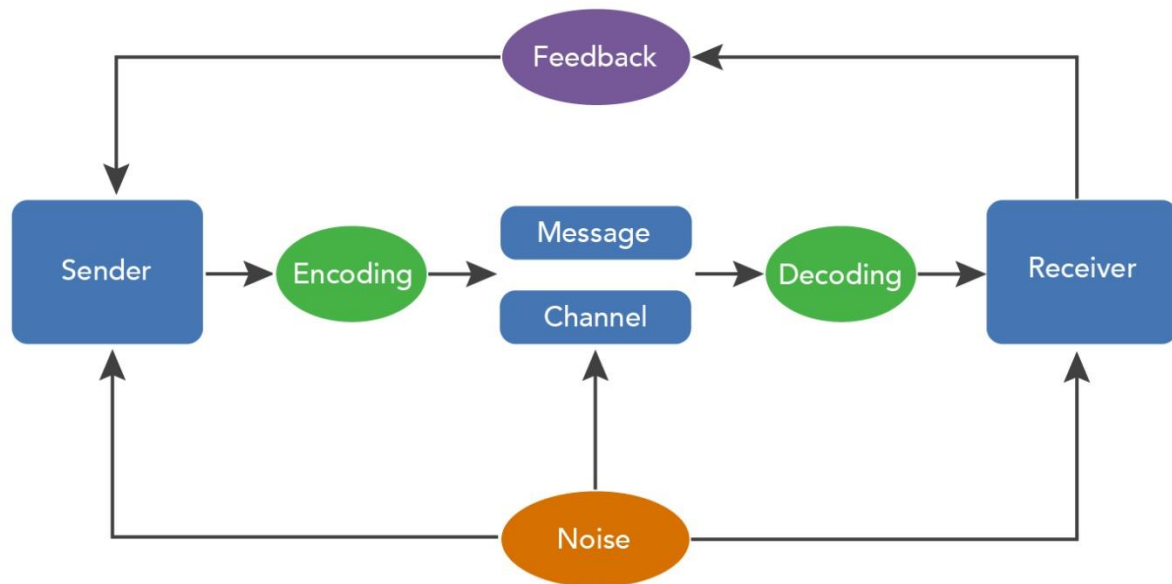 Feedback
Sender
Encoding
Message
Channel
Decoding
Receiver
Noise